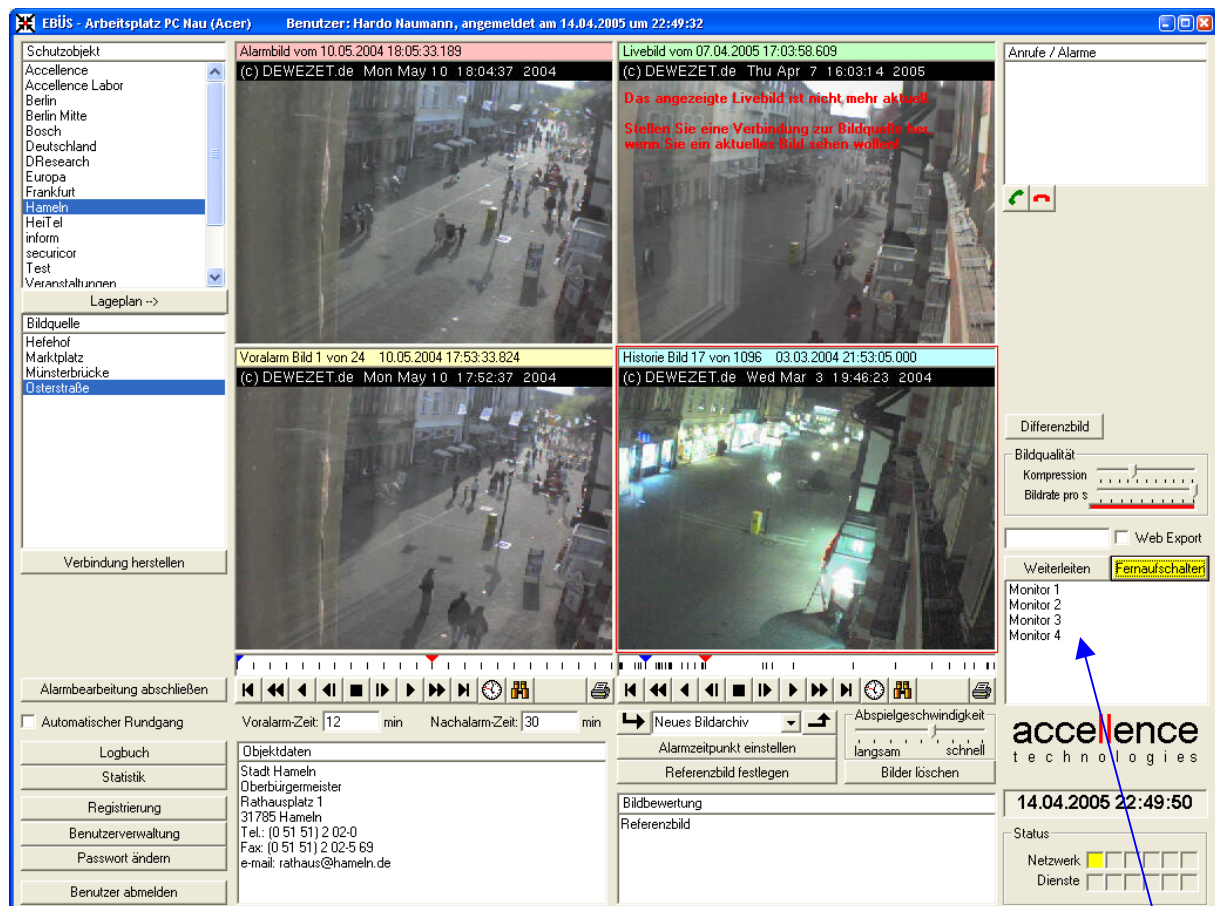 EBÜS - Arbeitsplatz PC Nau (Acer) Benutzer: Hardo Naumann, angemeldet am 14.04.2005 um 22:49:32
Schutzobjekt
Accellence
Accellence Labor
Berlin
Berlin Mitte
Bosch
Deutschland
DResearch
Europa
Frankfurt
Hameln
HeiTel
inform
securicor
Test
Veranstaltungen
Lageplan -->
Bildquelle
Hefehof
Marktplatz
Münsterbrücke
Osterstraße
Verbindung herstellen
Alarmbearbeitung abschließen
Automatischer Rundgang
Logbuch
Statistik
Registrierung
Benutzerverwaltung
Passwort ändern
Benutzer abmelden
Alarmbild vom 10.05.2004 18:05:33.189
(c) DEWEZET.de Mon May 10 18:04:37 2004
Livebild vom 07.04.2005 17:03:58.609
(c) DEWEZET.de Thu Apr 7 16:03:14 2005
Das angezeigte Livebild ist nicht mehr aktuell.
Stellen Sie eine Verbindung zur Bildquelle her,
wenn Sie ein aktuelles Bild sehen wollen!
Voralarm Bild 1 von 24 10.05.2004 17:53:33.824
(c) DEWEZET.de Mon May 10 17:52:37 2004
Historie Bild 17 von 1096 03.03.2004 21:53:05.000
(c) DEWEZET.de Wed Mar 3 19:46:23 2004
Voralarm-Zeit: 12 min Nachalarm-Zeit: 30 min
Objektdaten
Stadt Hameln
Oberbürgermeister
Rathausplatz 1
31785 Hameln
Tel.: (0 51 51) 2 02-0
Fax: (0 51 51) 2 02-5 69
e-mail: rathaus@hameln.de
Neues Bildarchiv
Alarmzeitpunkt einstellen
Referenzbild festlegen
Abspielgeschwindigkeit
langsam schnell
Bilder löschen
Bildbewertung
Referenzbild
Anrufe / Alarme
Differenzbild
Bildqualität
Kompression
Bildrate pro s
Web Export
Weiterleiten Fernaufschalten
Monitor 1
Monitor 2
Monitor 3
Monitor 4
accellence
technologies
14.04.2005 22:49:50
Status
Netzwerk
Dienste